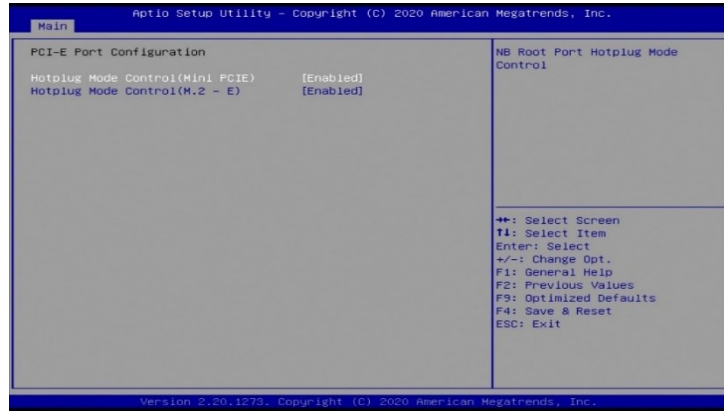 Aptio Setup Utility - Copyright (C) 2020 American Megatrends, Inc.
Main
PCI-E Port Configuration
Hotplug Mode Control(Mini PCIE) [Enabled]
Hotplug Mode Control(M.2 - E) [Enabled]
NB Root Port Hotplug Mode
Control
→←: Select Screen
↑↓: Select Item
Enter: Select
+/-: Change Opt.
F1: General Help
F2: Previous Values
F9: Optimized Defaults
F4: Save & Reset
ESC: Exit
Version 2.20.1273. Copyright (C) 2020 American Megatrends, Inc.